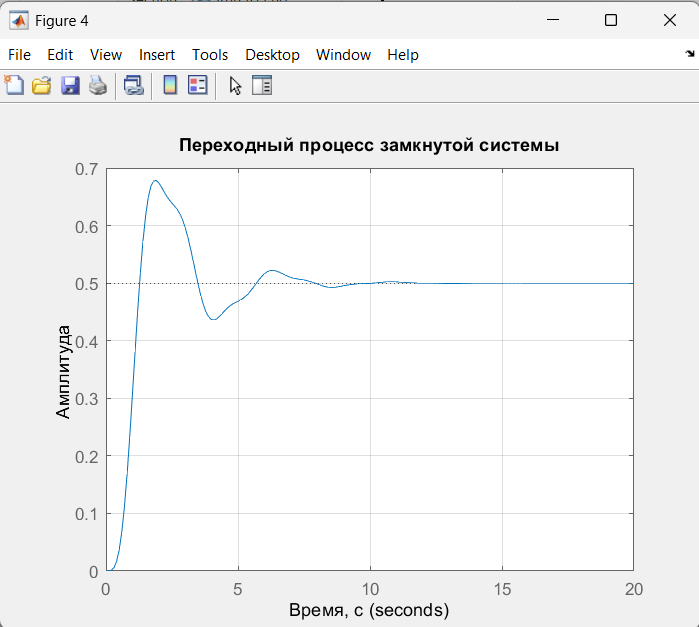 Figure 4
File Edit View Insert Tools Desktop Window Help
Переходный процесс замкнутой системы
0.7
0.6
0.5
0.4
0.3
0.2
0.1
0
Амплитуда
0 5 10 15 20
Время, с (seconds)